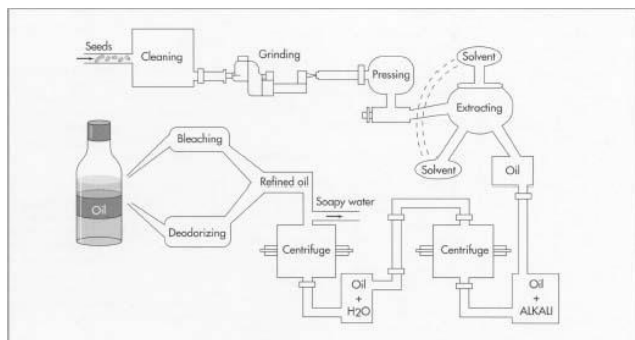 Seeds
Cleaning
Grinding
Pressing
Solvent
Extracting
Solvent
Oil
Bleaching
Refined oil
Deodorizing
Oil
Soapy water
Centrifuge
Oil
+
H2O
Centrifuge
Oil
+
ALKALI